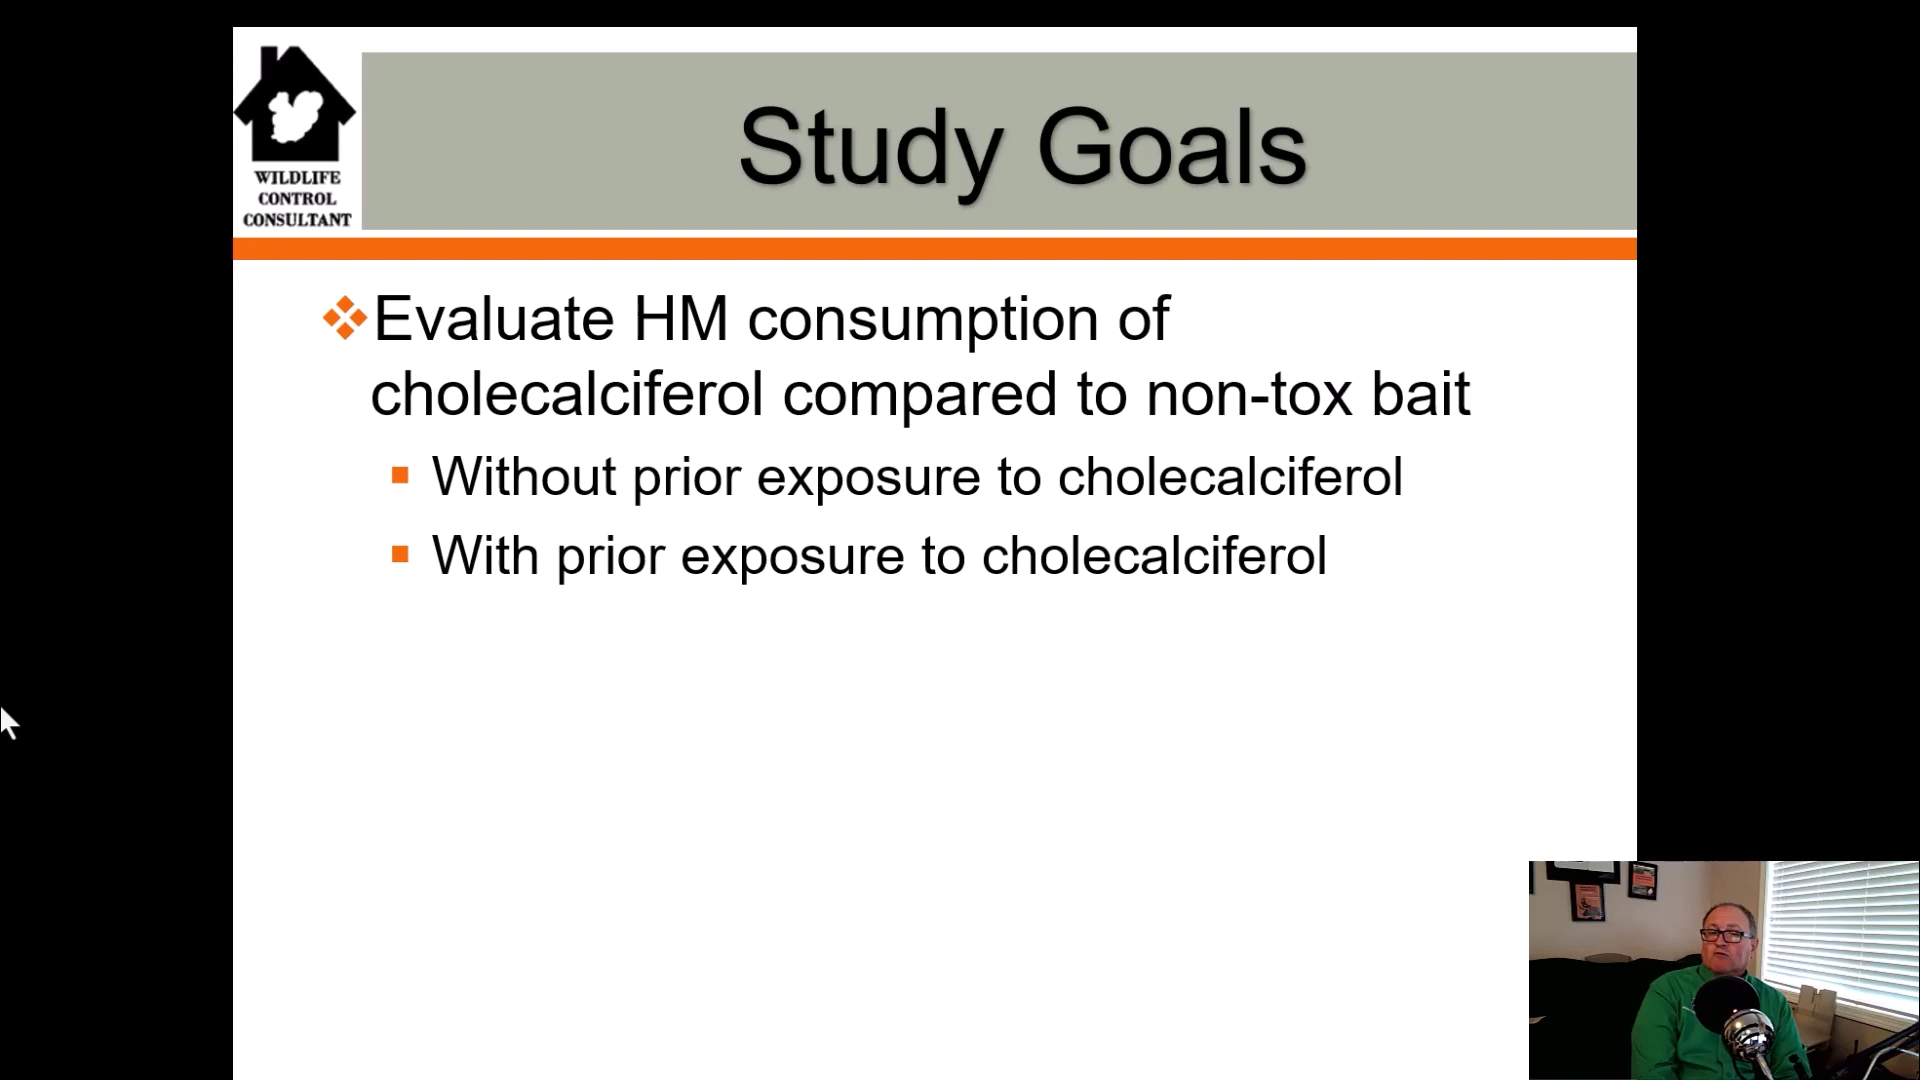 WILDLIFE
CONTROL
CONSULTANT
Study Goals
Evaluate HM consumption of
cholecalciferol compared to non-tox bait
Without prior exposure to cholecalciferol
With prior exposure to cholecalciferol